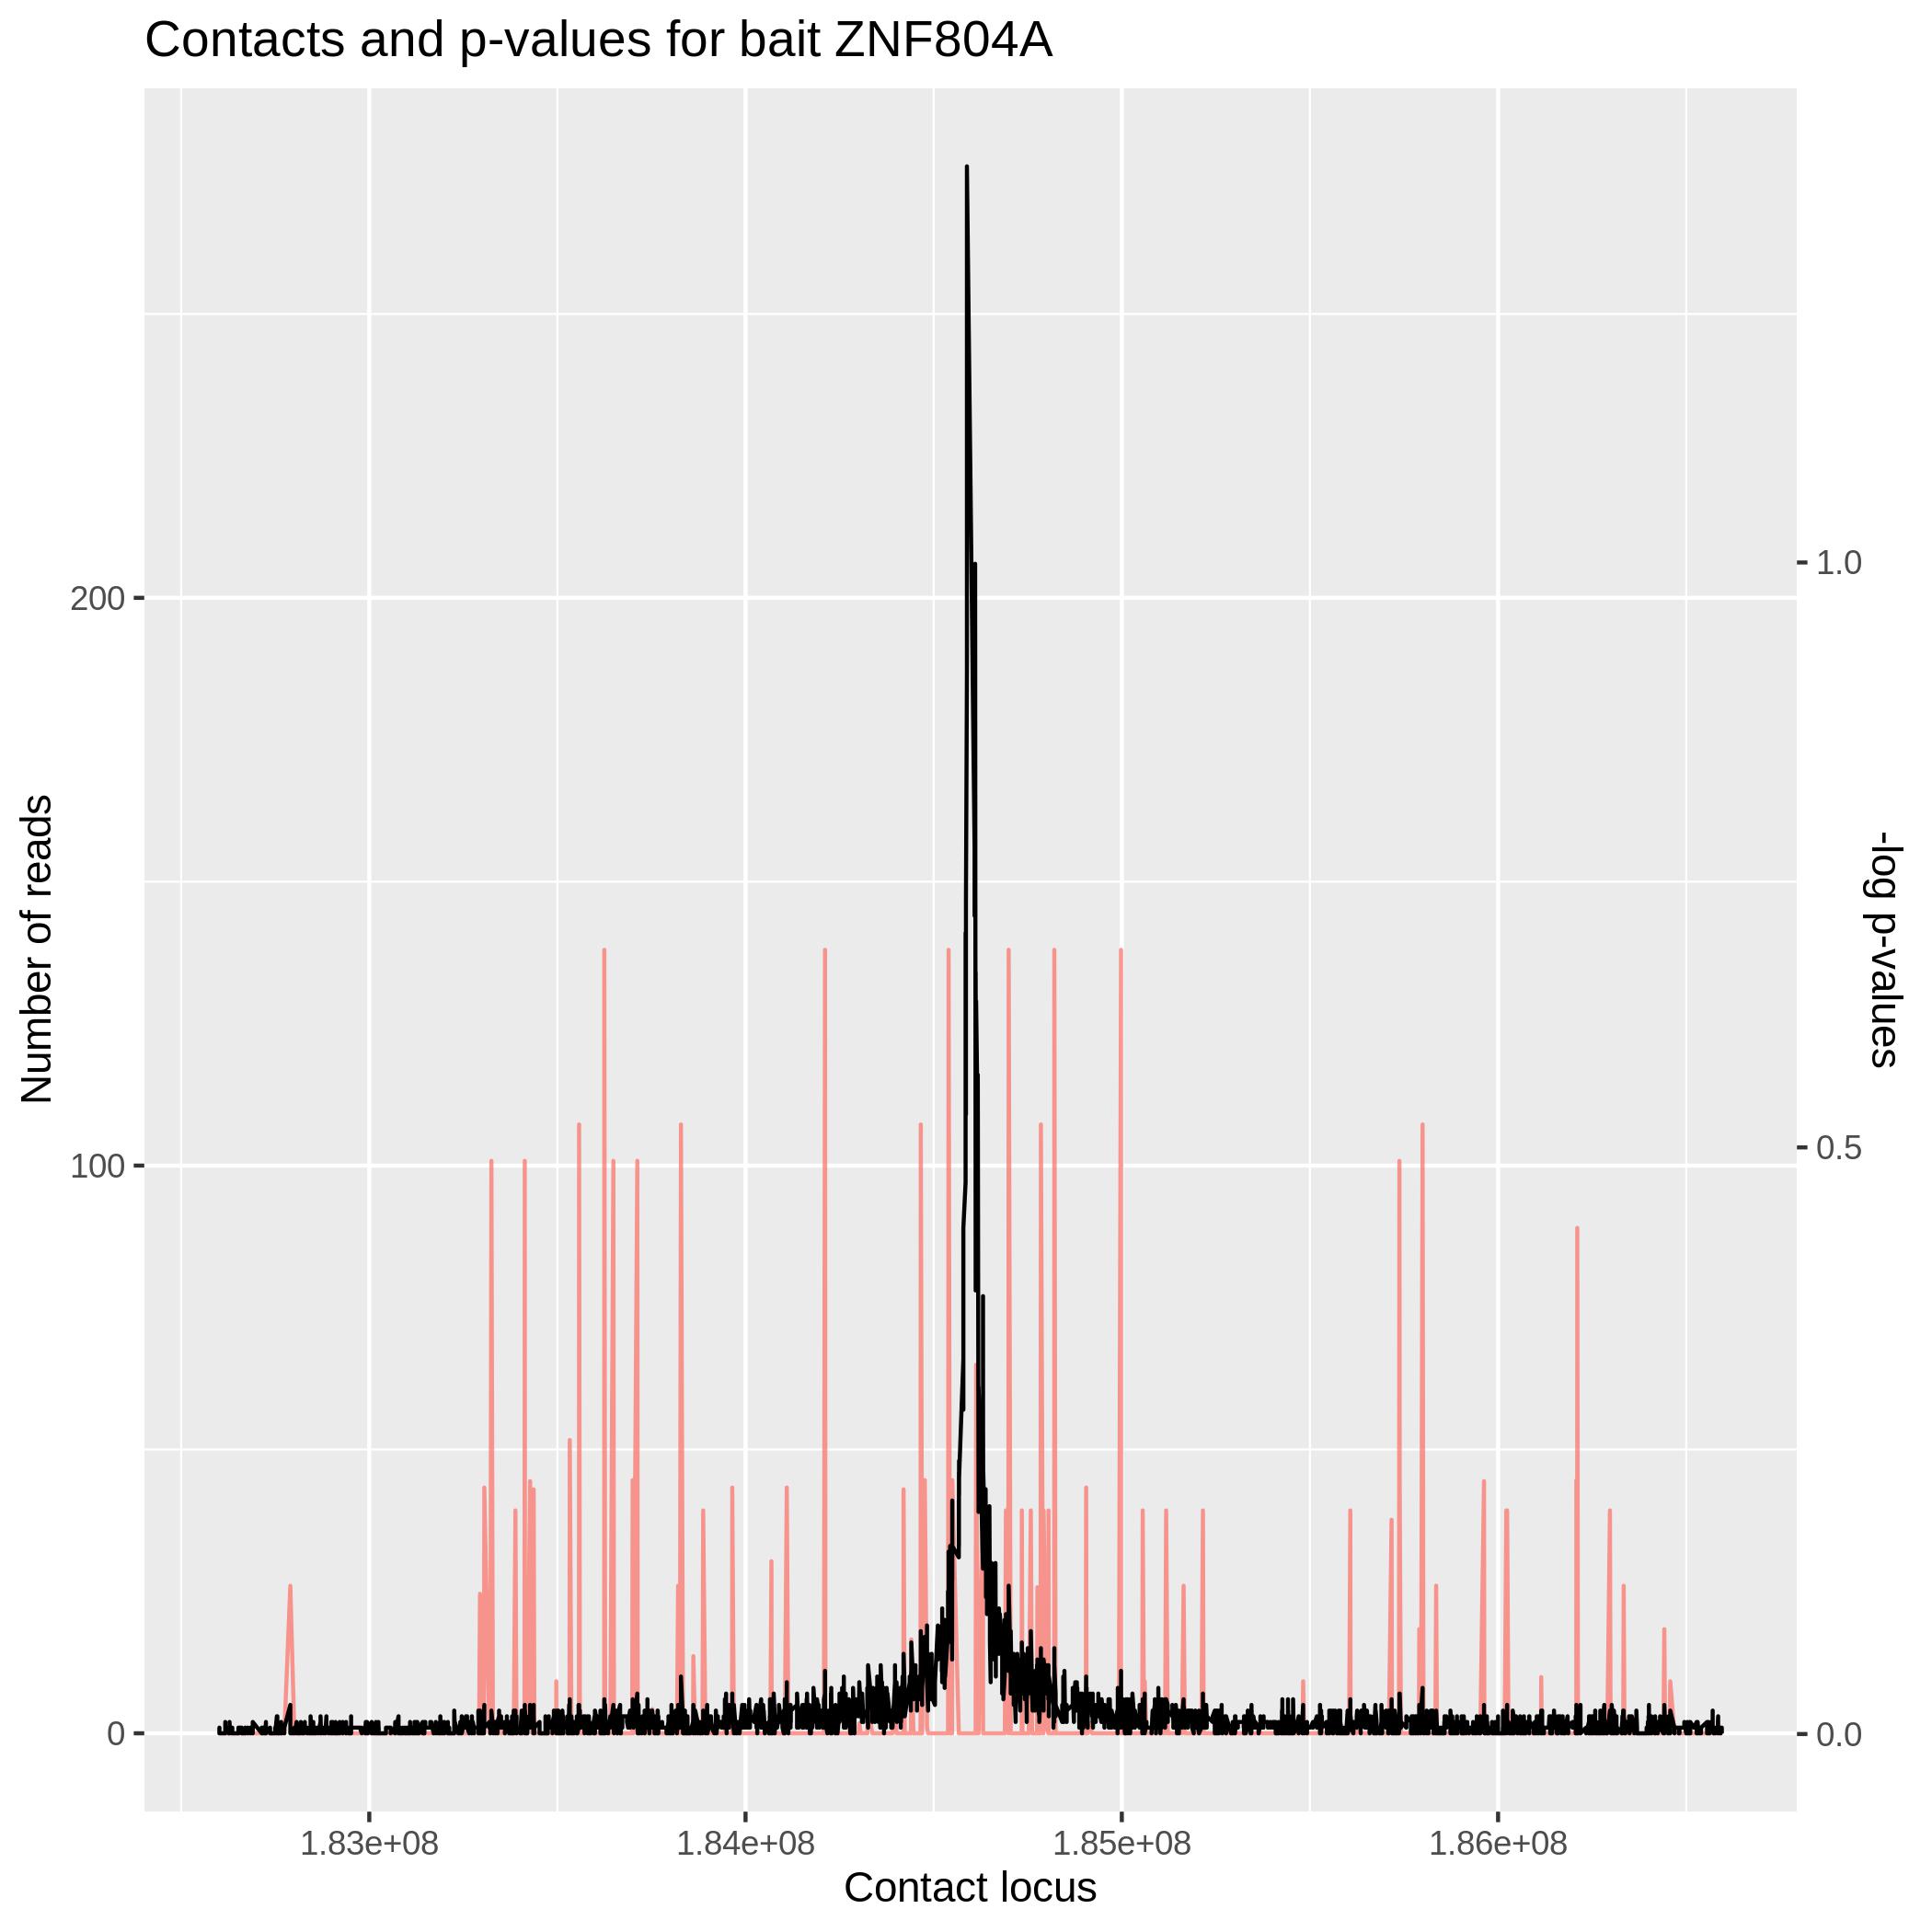 Contacts and p-values for bait ZNF804A
200
100
0
Number of reads
1.0
0.5
0.0
-log p-values
1.83e+08 1.84e+08 1.85e+08 1.86e+08
Contact locus